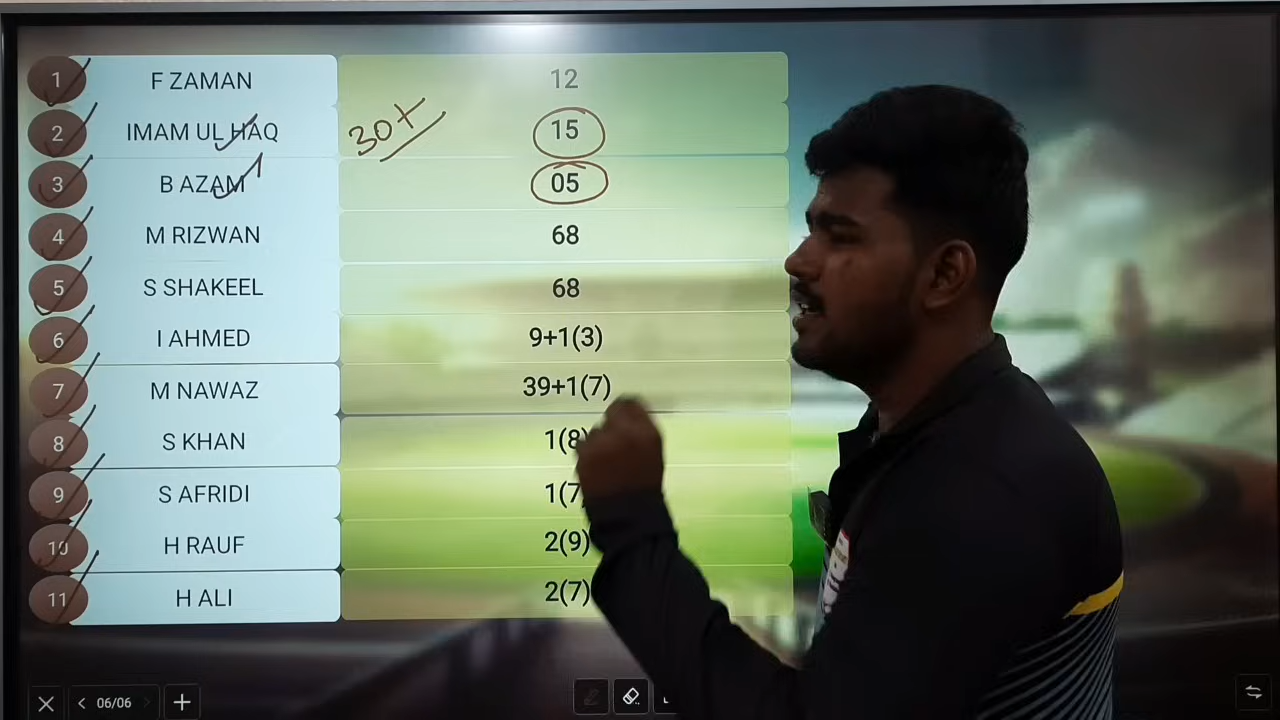 1 F ZAMAN 12
2 IMAM UL HAQ 30+ 15
3 B AZAM 05
4 M RIZWAN 68
5 S SHAKEEL 68
6 I AHMED 9+1(3)
7 M NAWAZ 39+1(7)
8 S KHAN 1(8)
9 S AFRIDI 1(7
10 H RAUF 2(9)
11 H ALI 2(7)
06/06